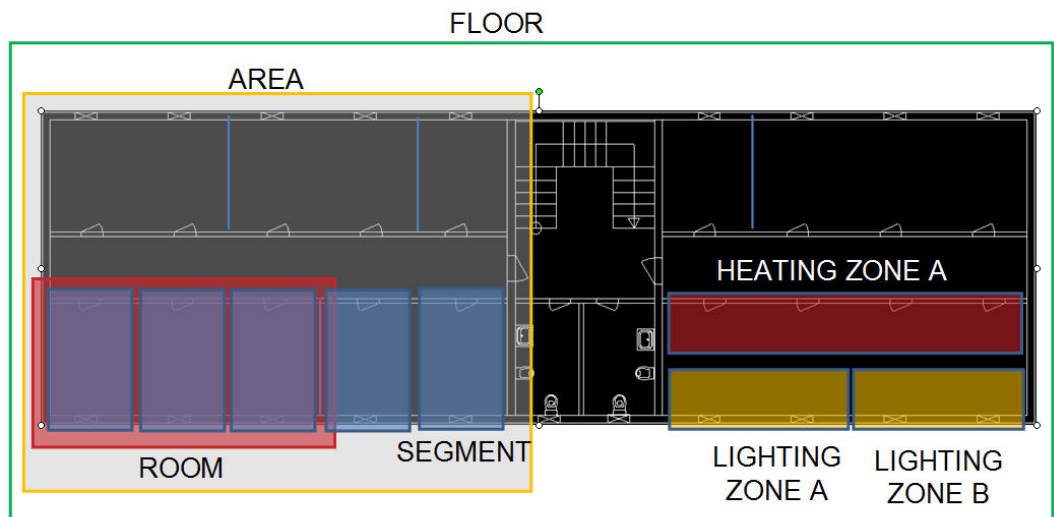 FLOOR
AREA
HEATING ZONE A
ROOM
SEGMENT
LIGHTING
ZONE A
LIGHTING
ZONE B